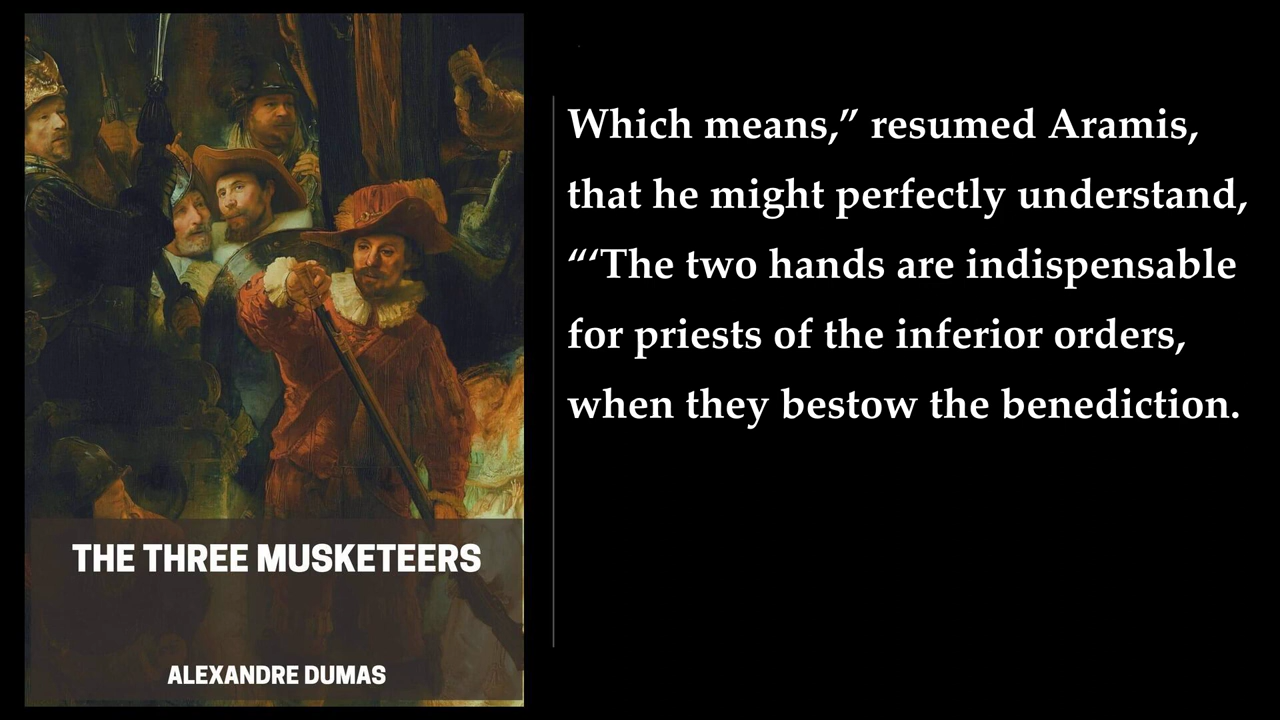 THE THREE MUSKETEERS
ALEXANDRE DUMAS
Which means,” resumed Aramis,
that he might perfectly understand,
“‘The two hands are indispensable
for priests of the inferior orders,
when they bestow the benediction.